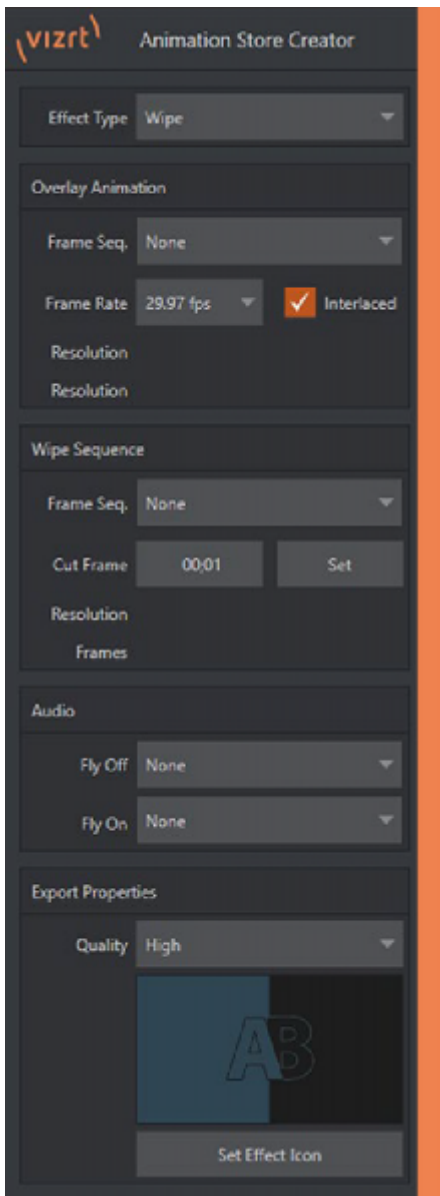 vizrt Animation Store Creator
Effect Type Wipe
Overlay Animation
Frame Seq. None
Frame Rate 29.97 fps Interlaced
Resolution
Resolution
Wipe Sequence
Frame Seq. None
Cut Frame 00;01 Set
Resolution
Frames
Audio
Fly Off None
Fly On None
Export Properties
Quality High
AB
Set Effect Icon